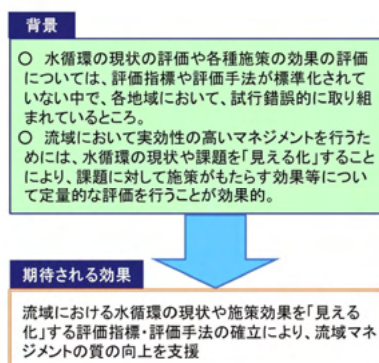 背景
○ 水循環の現状の評価や各種施策の効果の評価
については、評価指標や評価手法が標準化されて
いない中で、各地域において、試行錯誤的に取り組
まれているところ。
○ 流域において実効性の高いマネジメントを行うた
めには、水循環の現状や課題を「見える化」すること
により、課題に対して施策がもたらす効果等につい
て定量的な評価を行うことが効果的。
期待される効果
流域における水循環の現状や施策効果を「見える
化」する評価指標・評価手法の確立により、流域マネ
ジメントの質の向上を支援